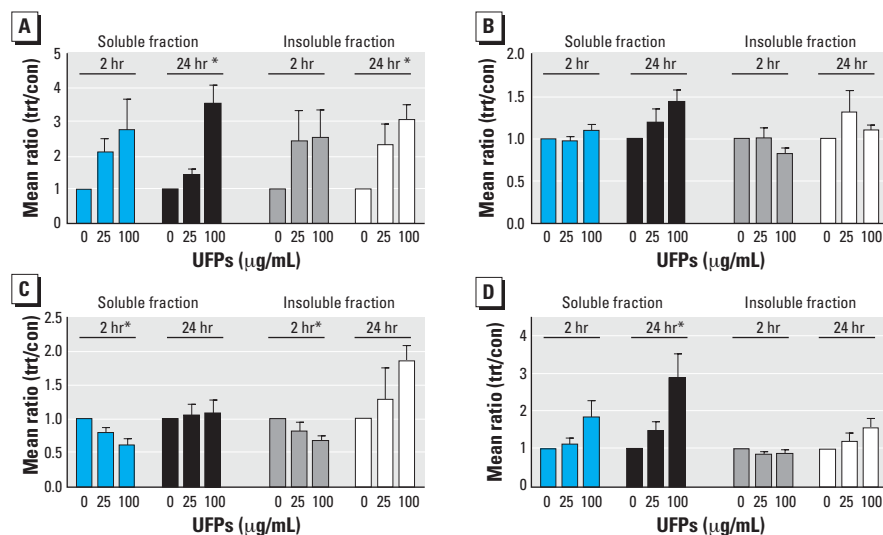 A
Soluble fraction Insoluble fraction
2 hr 24 hr * 2 hr 24 hr *
Mean ratio (trt/con)
5
4
3
2
1
0
0 25 100 0 25 100 0 25 100 0 25 100
UFPs (μg/mL)
B
Soluble fraction Insoluble fraction
2 hr 24 hr 2 hr 24 hr
Mean ratio (trt/con)
2.0
1.5
1.0
0.5
0.0
0 25 100 0 25 100 0 25 100 0 25 100
UFPs (μg/mL)
C
Soluble fraction Insoluble fraction
2 hr* 24 hr 2 hr* 24 hr
Mean ratio (trt/con)
2.5
2.0
1.5
1.0
0.5
0.0
0 25 100 0 25 100 0 25 100 0 25 100
UFPs (μg/mL)
D
Soluble fraction Insoluble fraction
2 hr 24 hr* 2 hr 24 hr
Mean ratio (trt/con)
4
3
2
1
0
0 25 100 0 25 100 0 25 100 0 25 100
UFPs (μg/mL)